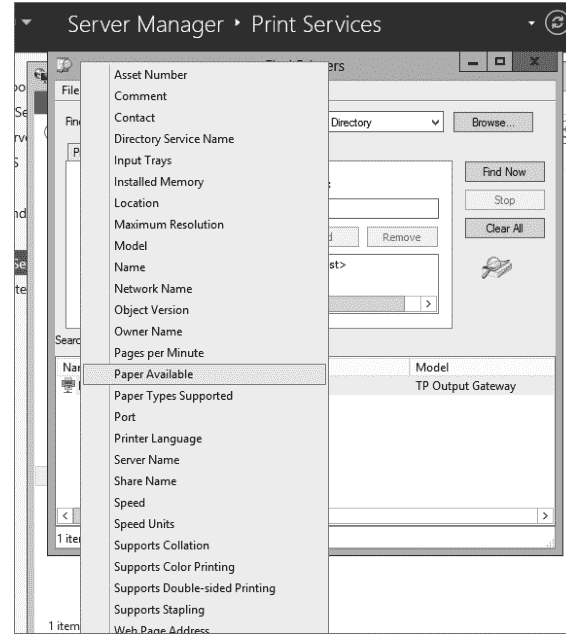 Server Manager • Print Services
ers
File
Asset Number
Comment
Contact
Directory
Browse...
Directory Service Name
Input Trays
Find Now
Installed Memory
Stop
Location
Maximum Resolution
Clear All
Remove
Model
Name
st>
Network Name
Object Version
Owner Name
Pages per Minute
Paper Available
Model
TP Output Gateway
Paper Types Supported
Port
Printer Language
Server Name
Share Name
Speed
Speed Units
Supports Collation
Supports Color Printing
Supports Double-sided Printing
Supports Stapling
Web Page Address
1 item